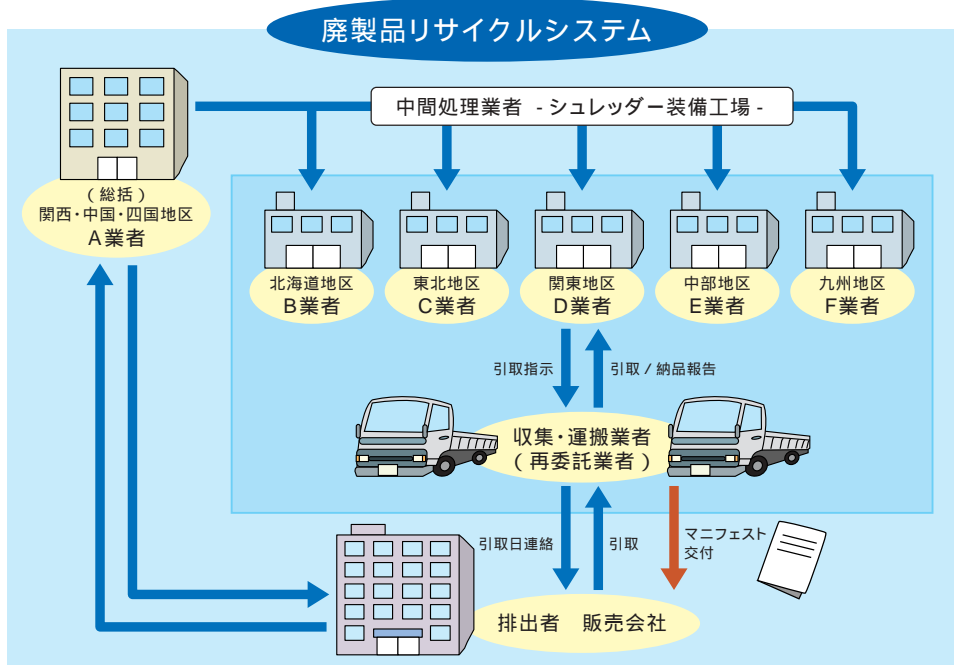 廃製品リサイクルシステム
中間処理業者 - シュレッダー装備工場 -
(総括)
関西・中国・四国地区
A業者
北海道地区
B業者
東北地区
C業者
関東地区
D業者
中部地区
E業者
九州地区
F業者
引取指示
引取 / 納品報告
収集・運搬業者
(再委託業者)
引取日連絡
引取
マニフェスト
交付
排出者 販売会社